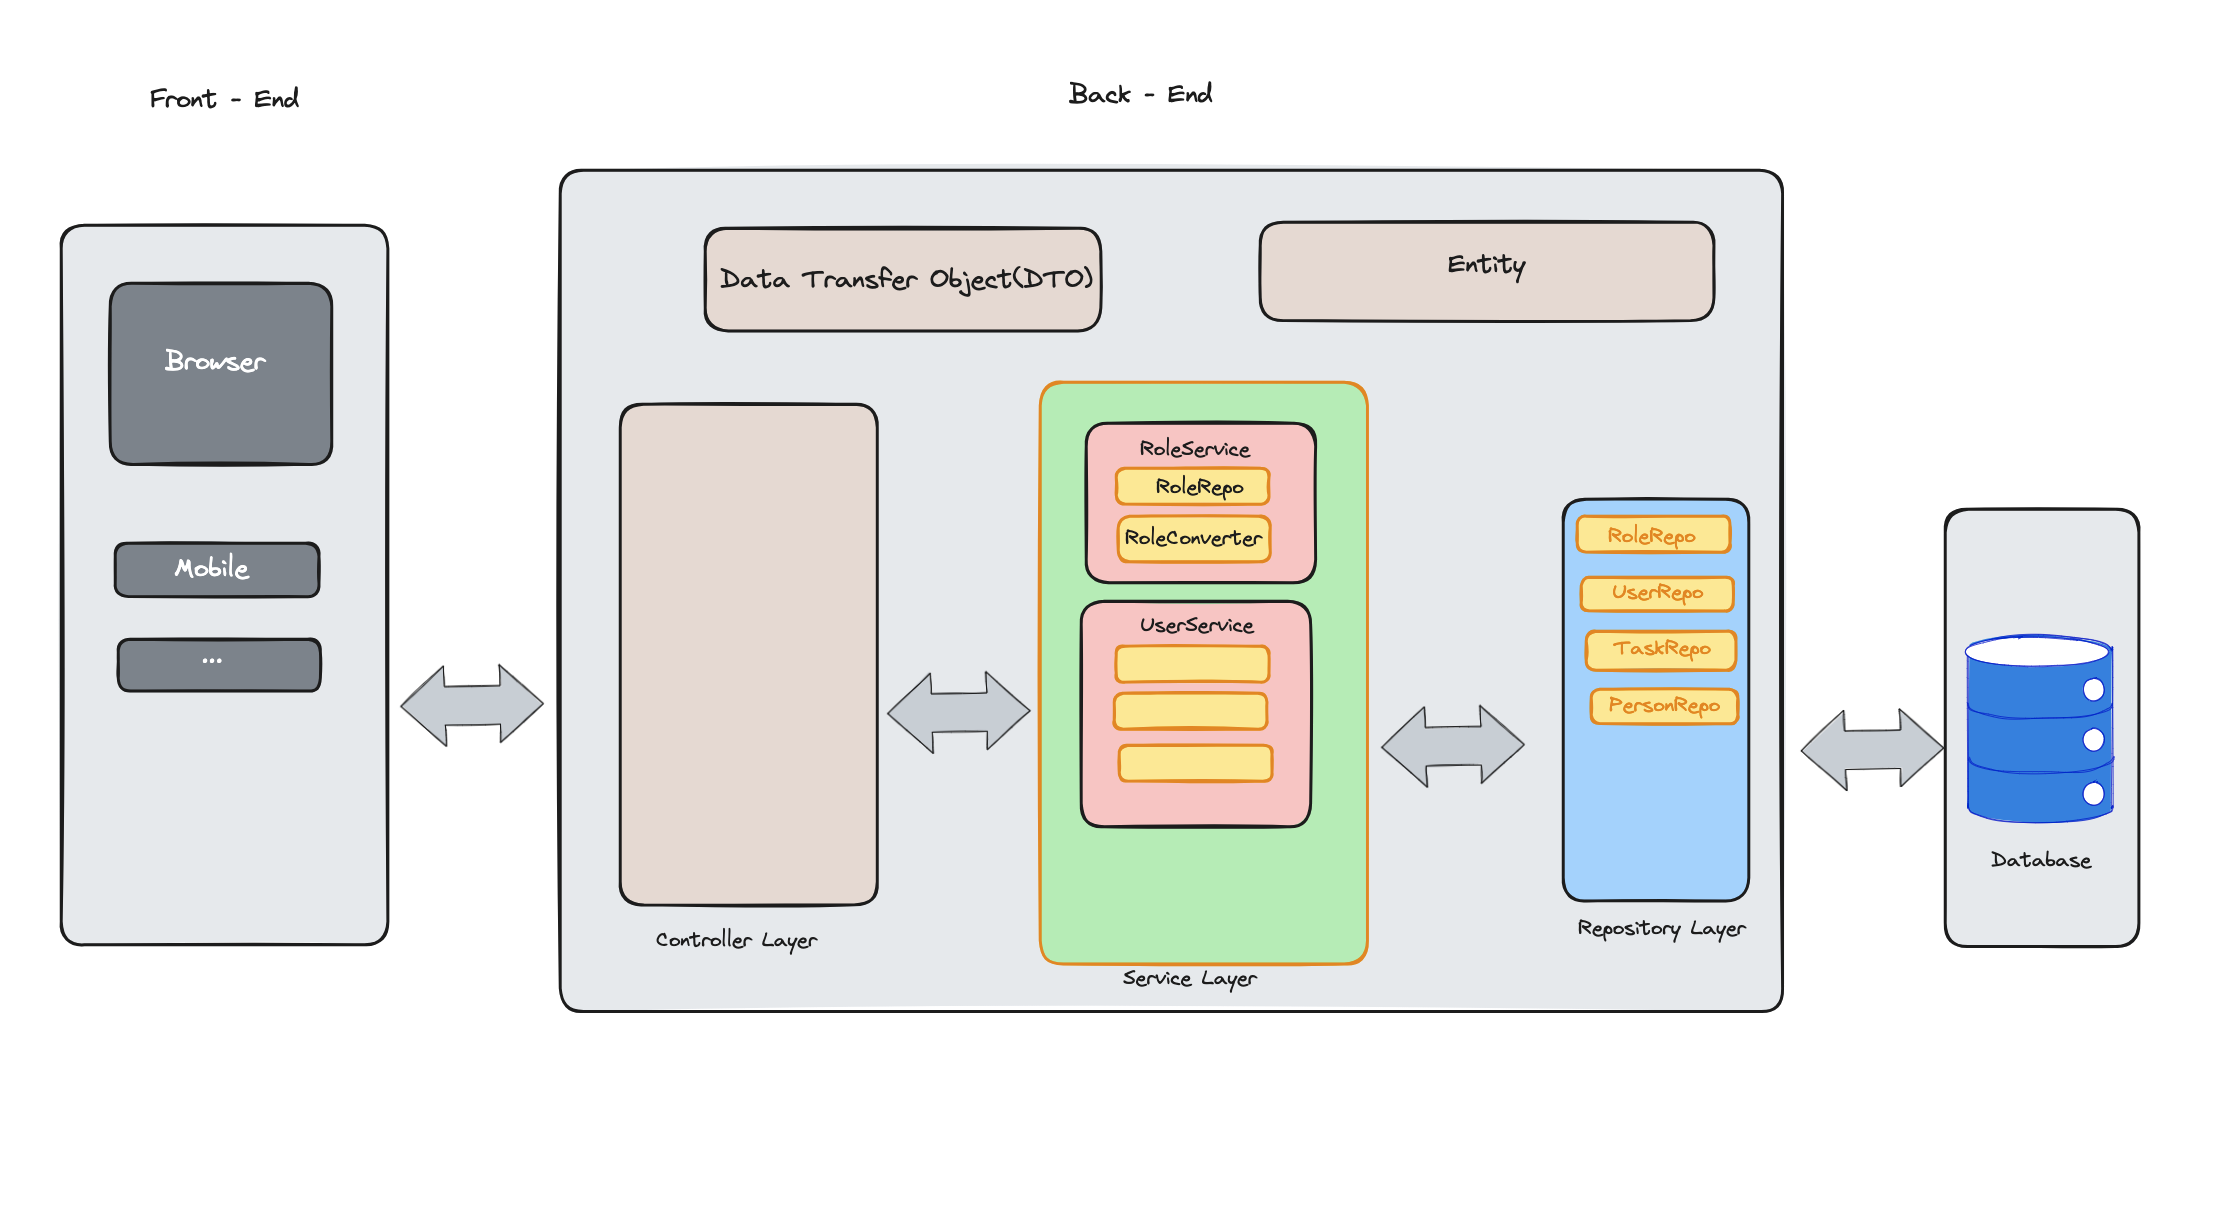 Front - End
Back - End
Browser
Mobile
...
Data Transfer Object(DTO)
Entity
Controller Layer
RoleService
RoleRepo
RoleConverter
UserService
Service Layer
RoleRepo
UserRepo
TaskRepo
PersonRepo
Repository Layer
Database